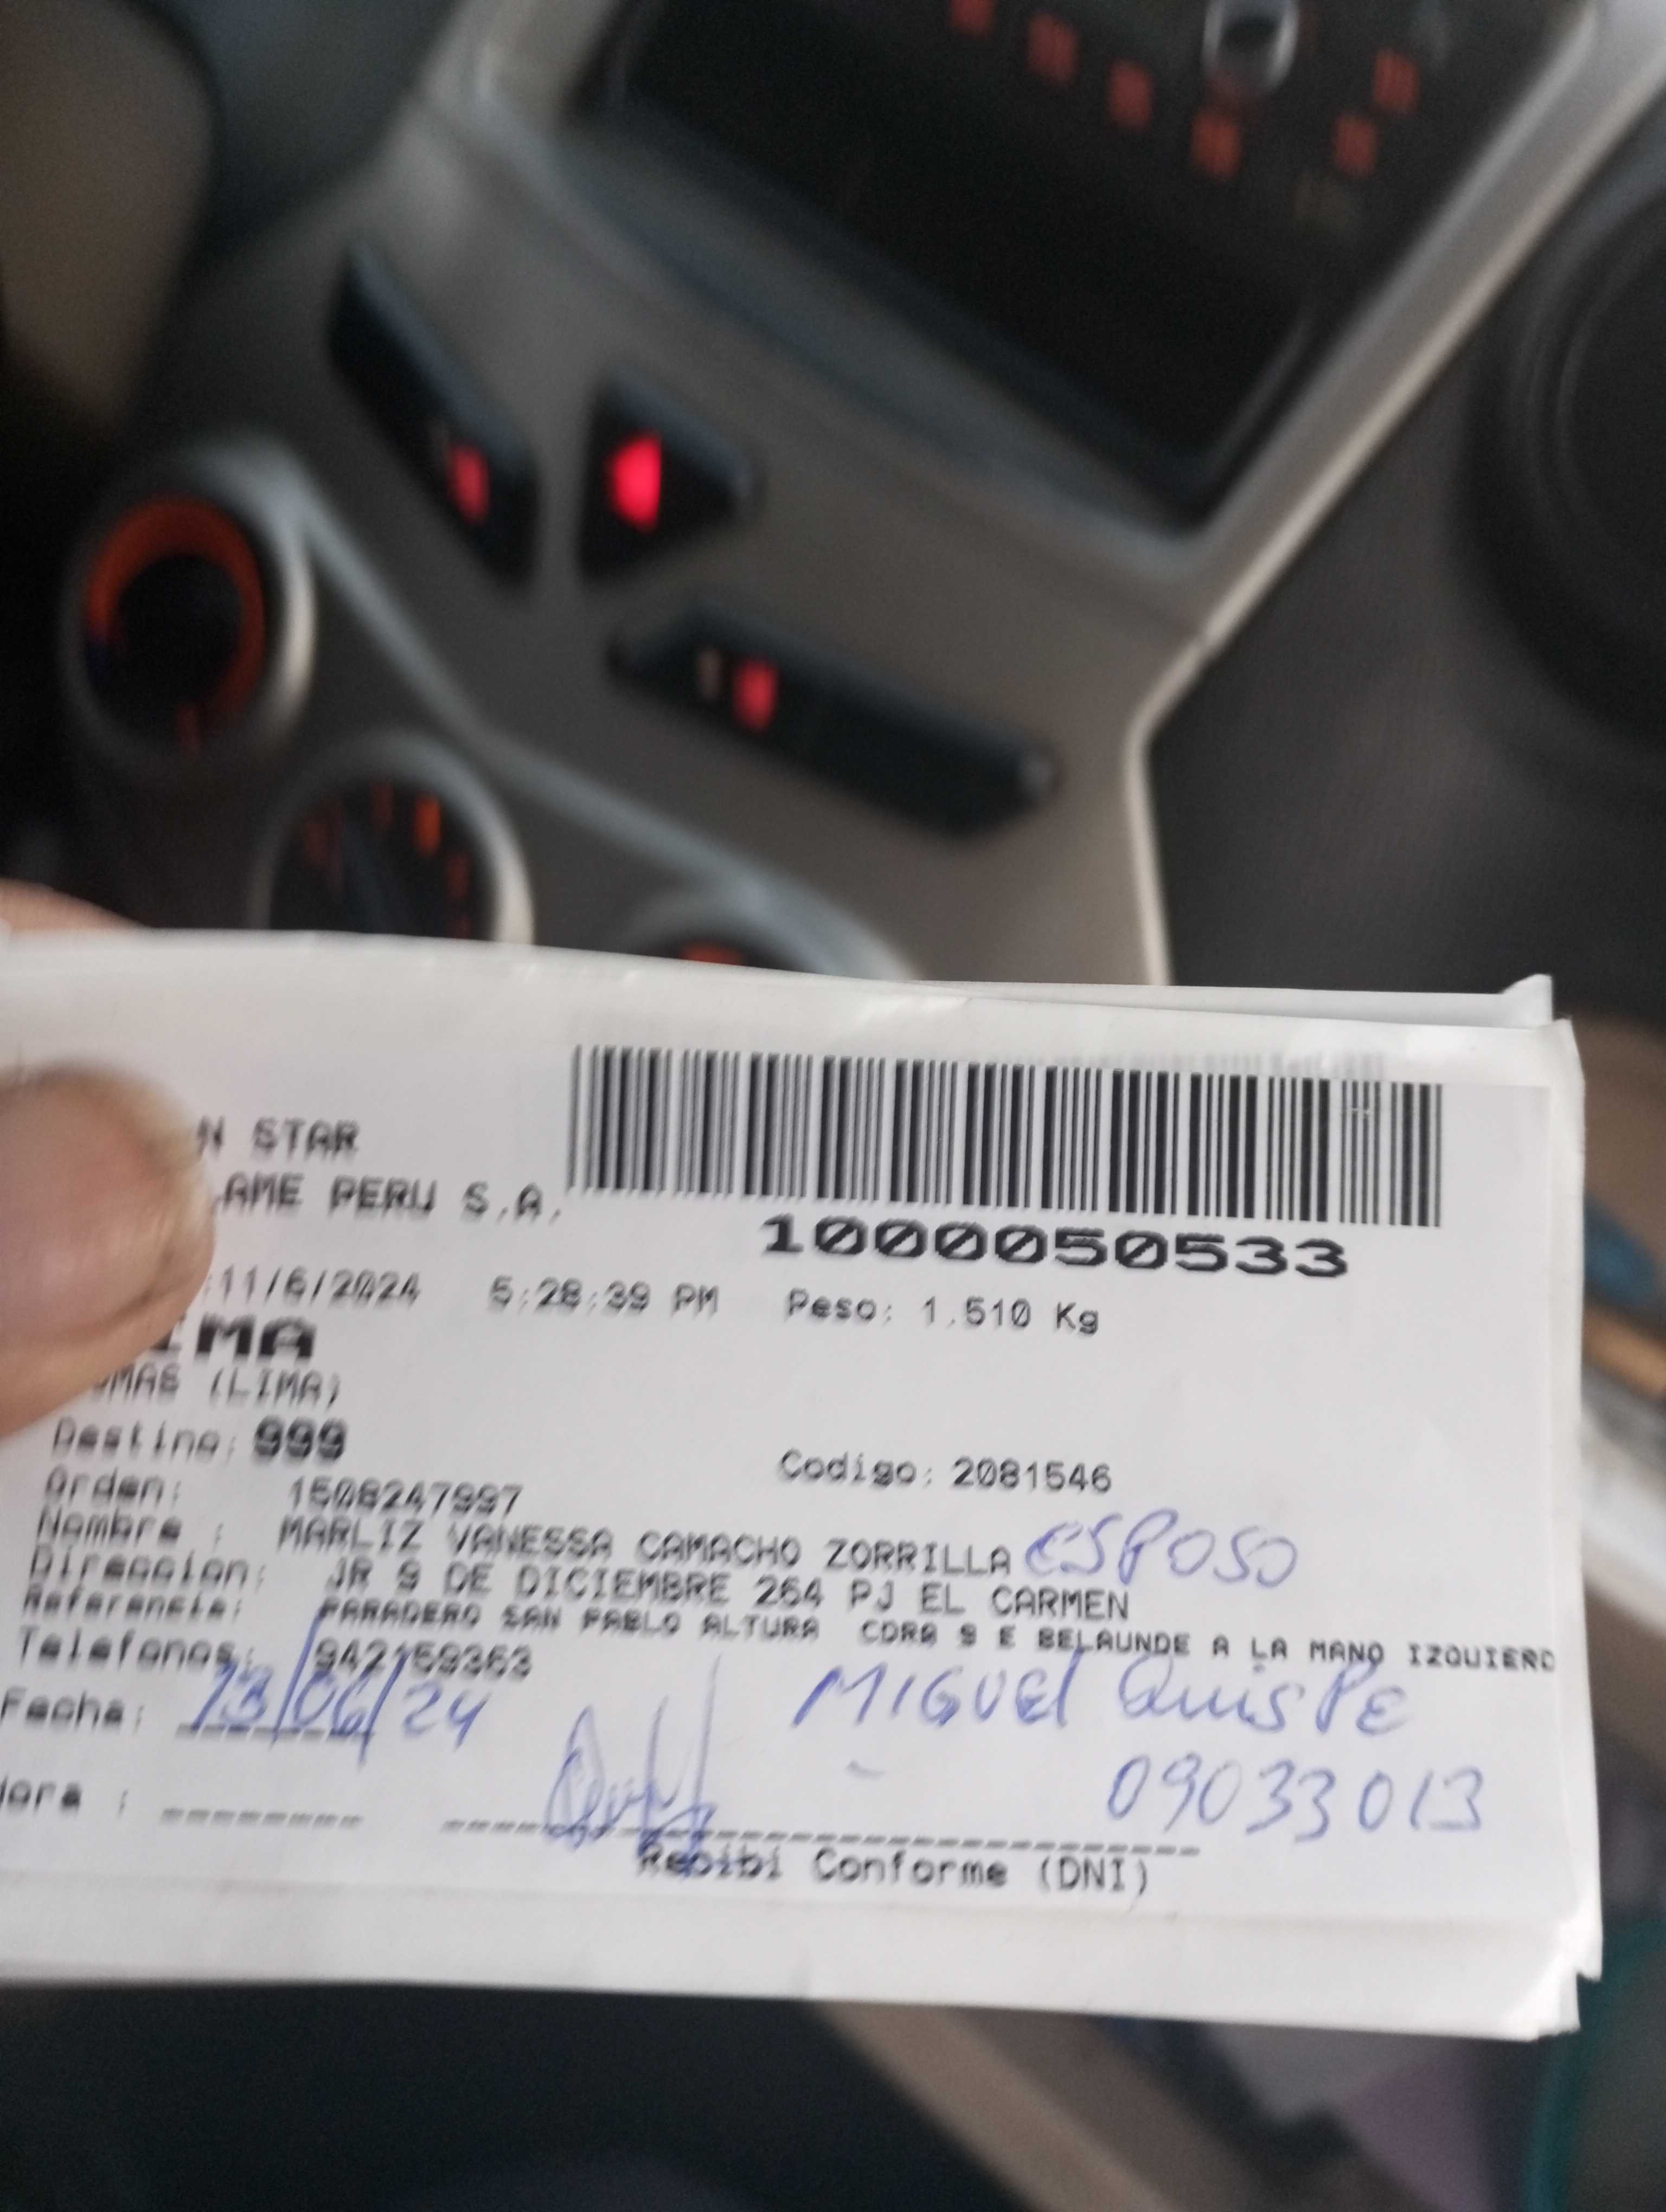 N STAR
AME PERU S.A.
1000050533
11/6/2024 5:28:39 PM Peso: 1.510 Kg
IMA
OMAS (LIMA)
Destino: 999
Codigo: 2081546
Orden: 1508247997
Nombre : MARLIZ VANESSA CAMACHO ZORRILLA ESPOSO
Direccion: JR 9 DE DICIEMBRE 264 PJ EL CARMEN
Referencia: PARADERO SAN PABLO ALTURA CDRA 9 E BELAUNDE A LA MANO IZQUIERD
Telefonos: 942159363
Fecha: 13/06/24 MIGUEl QuisPE
09033013
Hora :
Recibi Conforme (DNI)